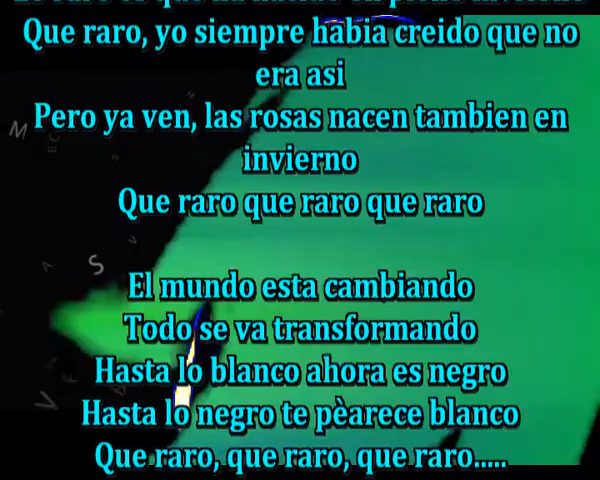 Que raro, yo siempre habia creido que no
era asi
Pero ya ven, las rosas nacen tambien en
invierno
Que raro que raro que raro
El mundo esta cambiando
Todo se va transformando
Hasta lo blanco ahora es negro
Hasta lo negro te pèarece blanco
Que raro, que raro, que raro.....